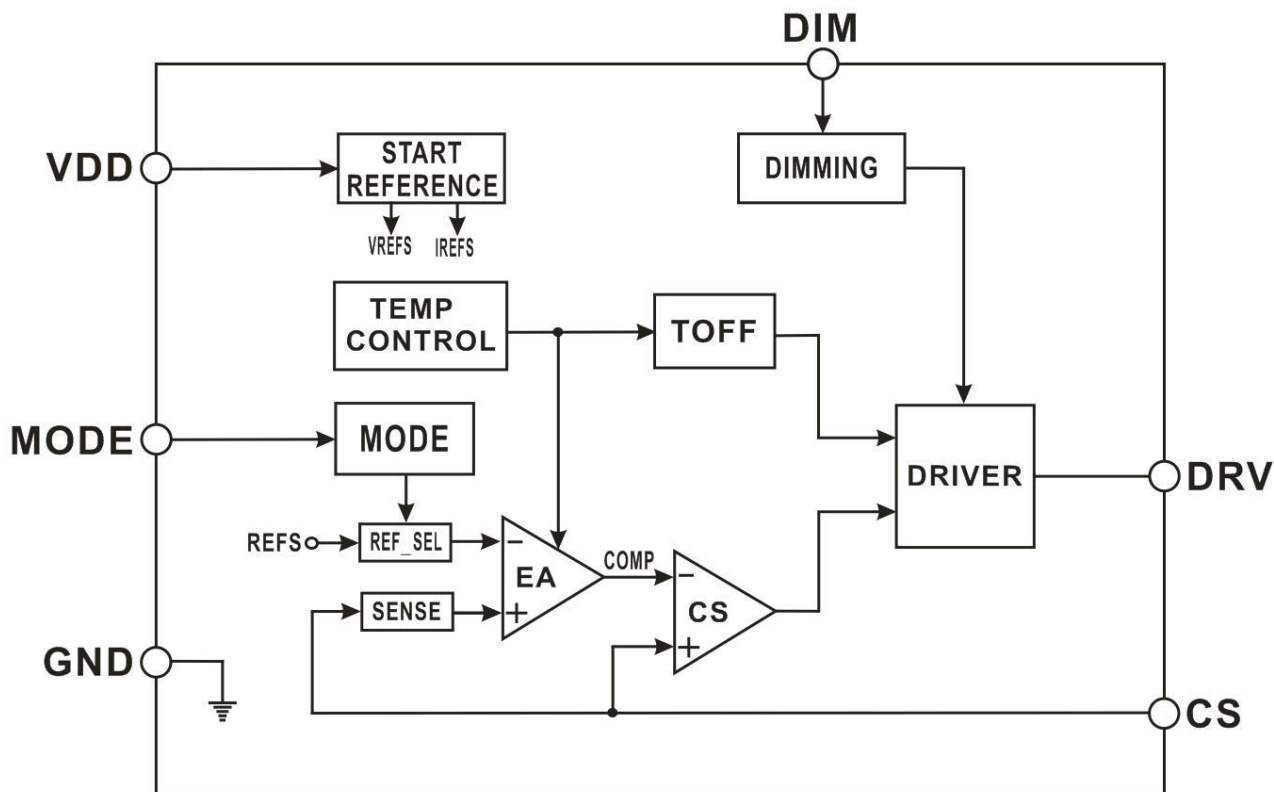 DIM
VDD
START
REFERENCE
DIMMING
VREFS
IREFS
TEMP
CONTROL
TOFF
MODE
MODE
DRIVER
DRV
REFS
REF_SEL
−
EA
COMP
−
CS
SENSE
+
+
GND
CS